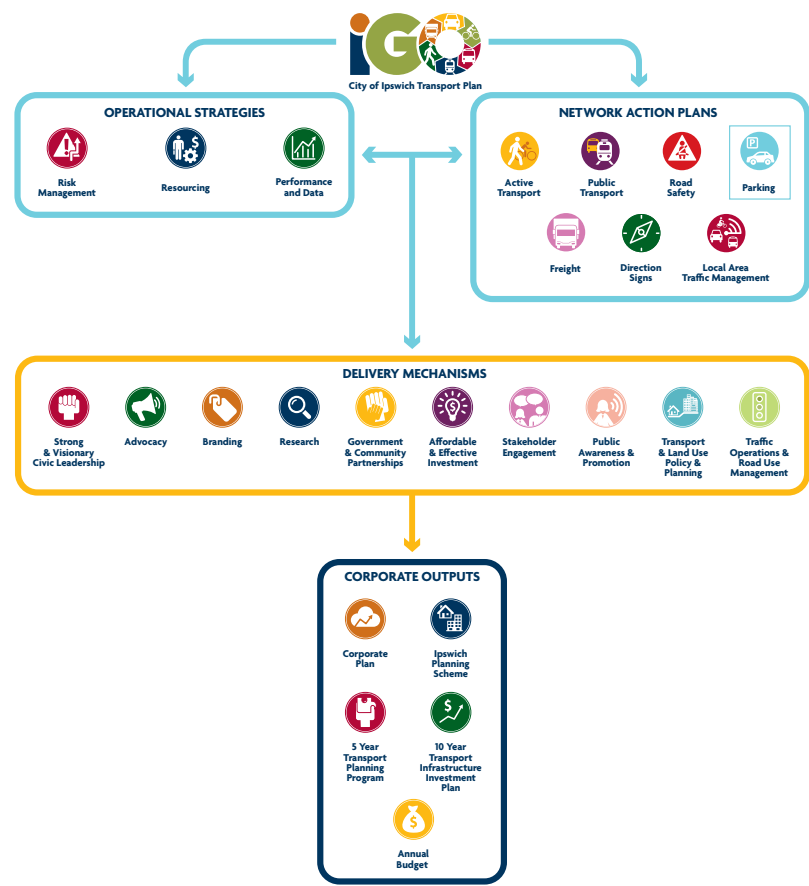 iGO
City of Ipswich Transport Plan
OPERATIONAL STRATEGIES
Risk
Management
Resourcing
Performance
and Data
NETWORK ACTION PLANS
Active
Transport
Public
Transport
Road
Safety
P
Parking
Freight
Direction
Signs
Local Area
Traffic Management
DELIVERY MECHANISMS
Strong
& Visionary
Civic Leadership
Advocacy
Branding
Research
Government
& Community
Partnerships
Affordable
& Effective
Investment
Stakeholder
Engagement
Public
Awareness &
Promotion
Transport
& Land Use
Policy &
Planning
Traffic
Operations &
Road Use
Management
CORPORATE OUTPUTS
Corporate
Plan
Ipswich
Planning
Scheme
5 Year
Transport
Planning
Program
10 Year
Transport
Infrastructure
Investment
Plan
Annual
Budget